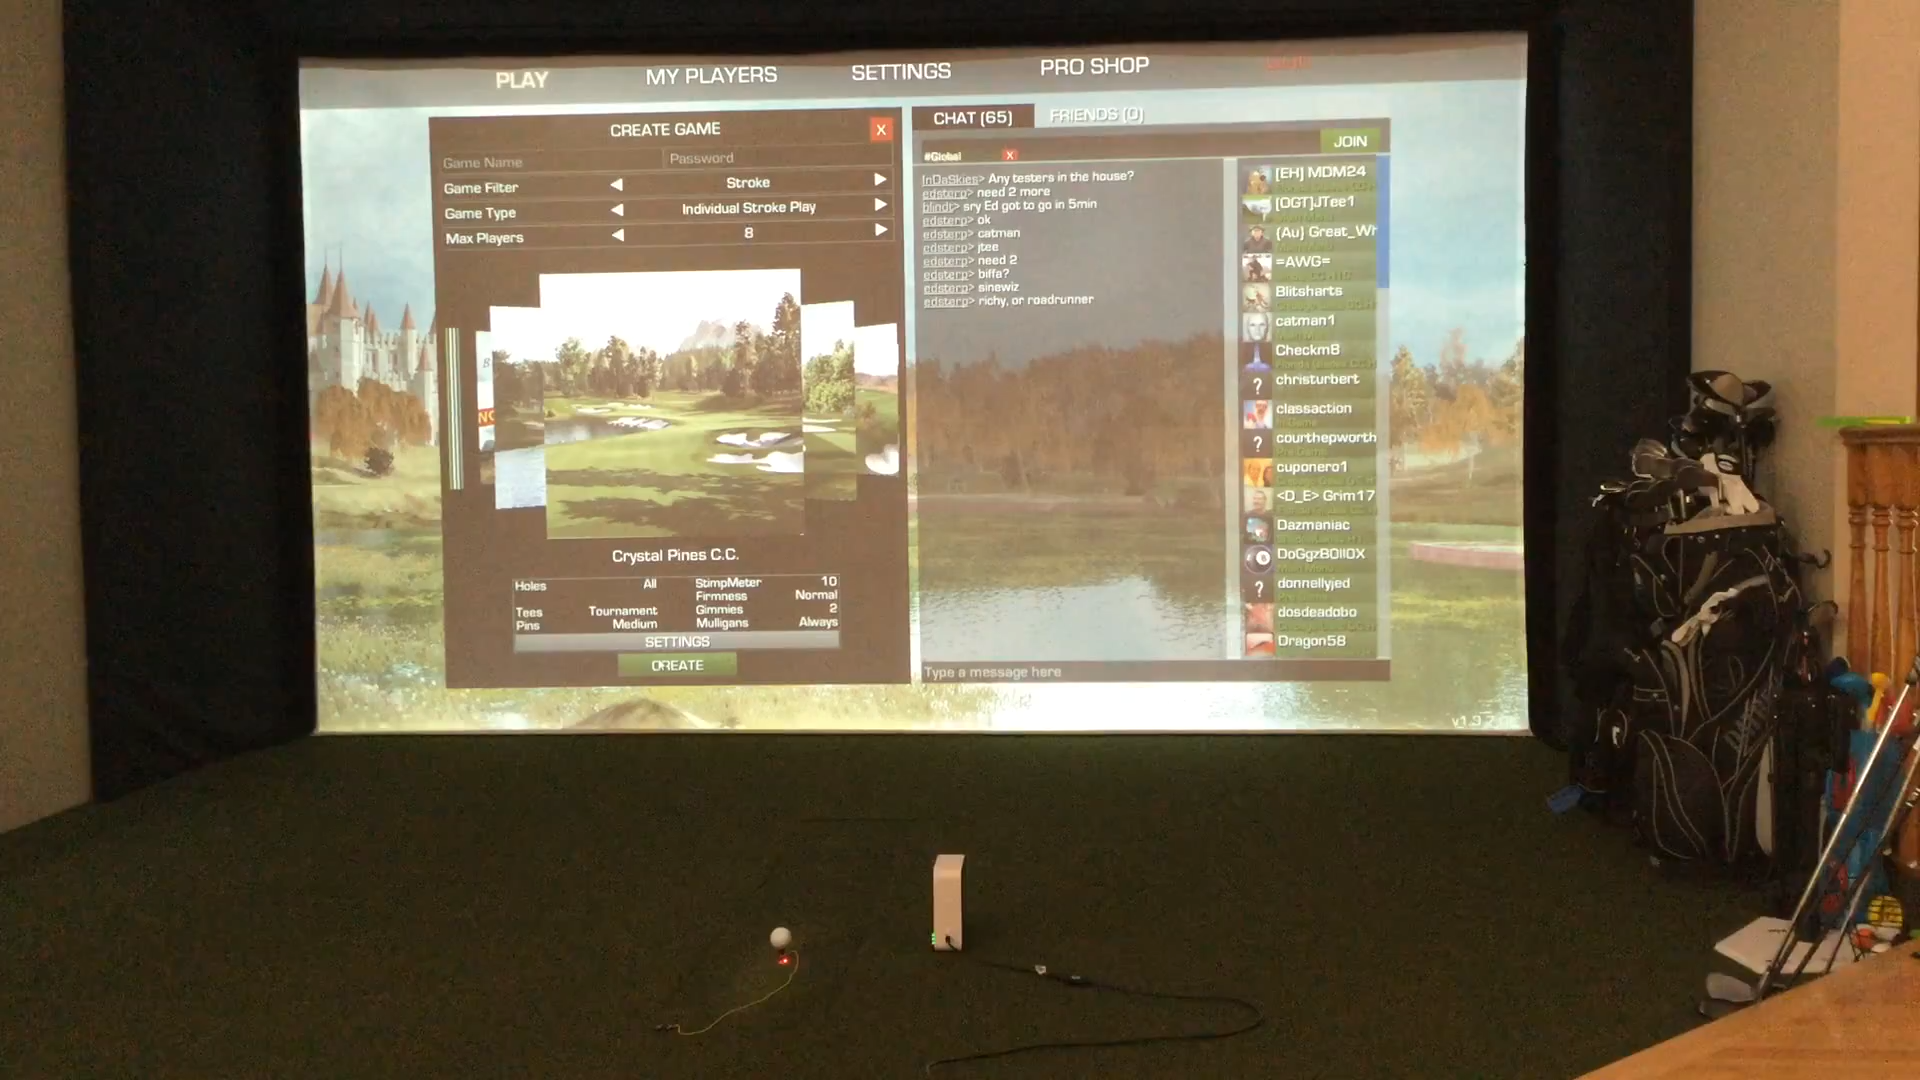 PLAY
MY PLAYERS
SETTINGS
PRO SHOP
CREATE GAME
X
Game Name
Password
Game Filter
Stroke
Game Type
Individual Stroke Play
Max Players
8
Crystal Pines C.C.
Holes All
StimpMeter 10
Firmness Normal
Tees Tournament
Gimmies 2
Pins Medium
Mulligans Always
SETTINGS
CREATE
CHAT (65)
FRIENDS (0)
JOIN
#Global
X
InDaSkies> Any testers in the house?
edsterp> need 2 more
blindt> sry Ed got to go in 5min
edsterp> ok
edsterp> catman
edsterp> jtee
edsterp> need 2
edsterp> biffa?
edsterp> sinewiz
edsterp> richy, or roadrunner
Type a message here
[EH] MDM24
[OGT]JTee1
(Au) Great_Wr
=AWG=
Blitsharts
catman1
Checkm8
? christurbert
classaction
? courthepworth
cuponero1
<D_E> Grim17
Dazmaniac
DoGgzBOllOX
? donnellyjed
dosdeadobo
Dragon58